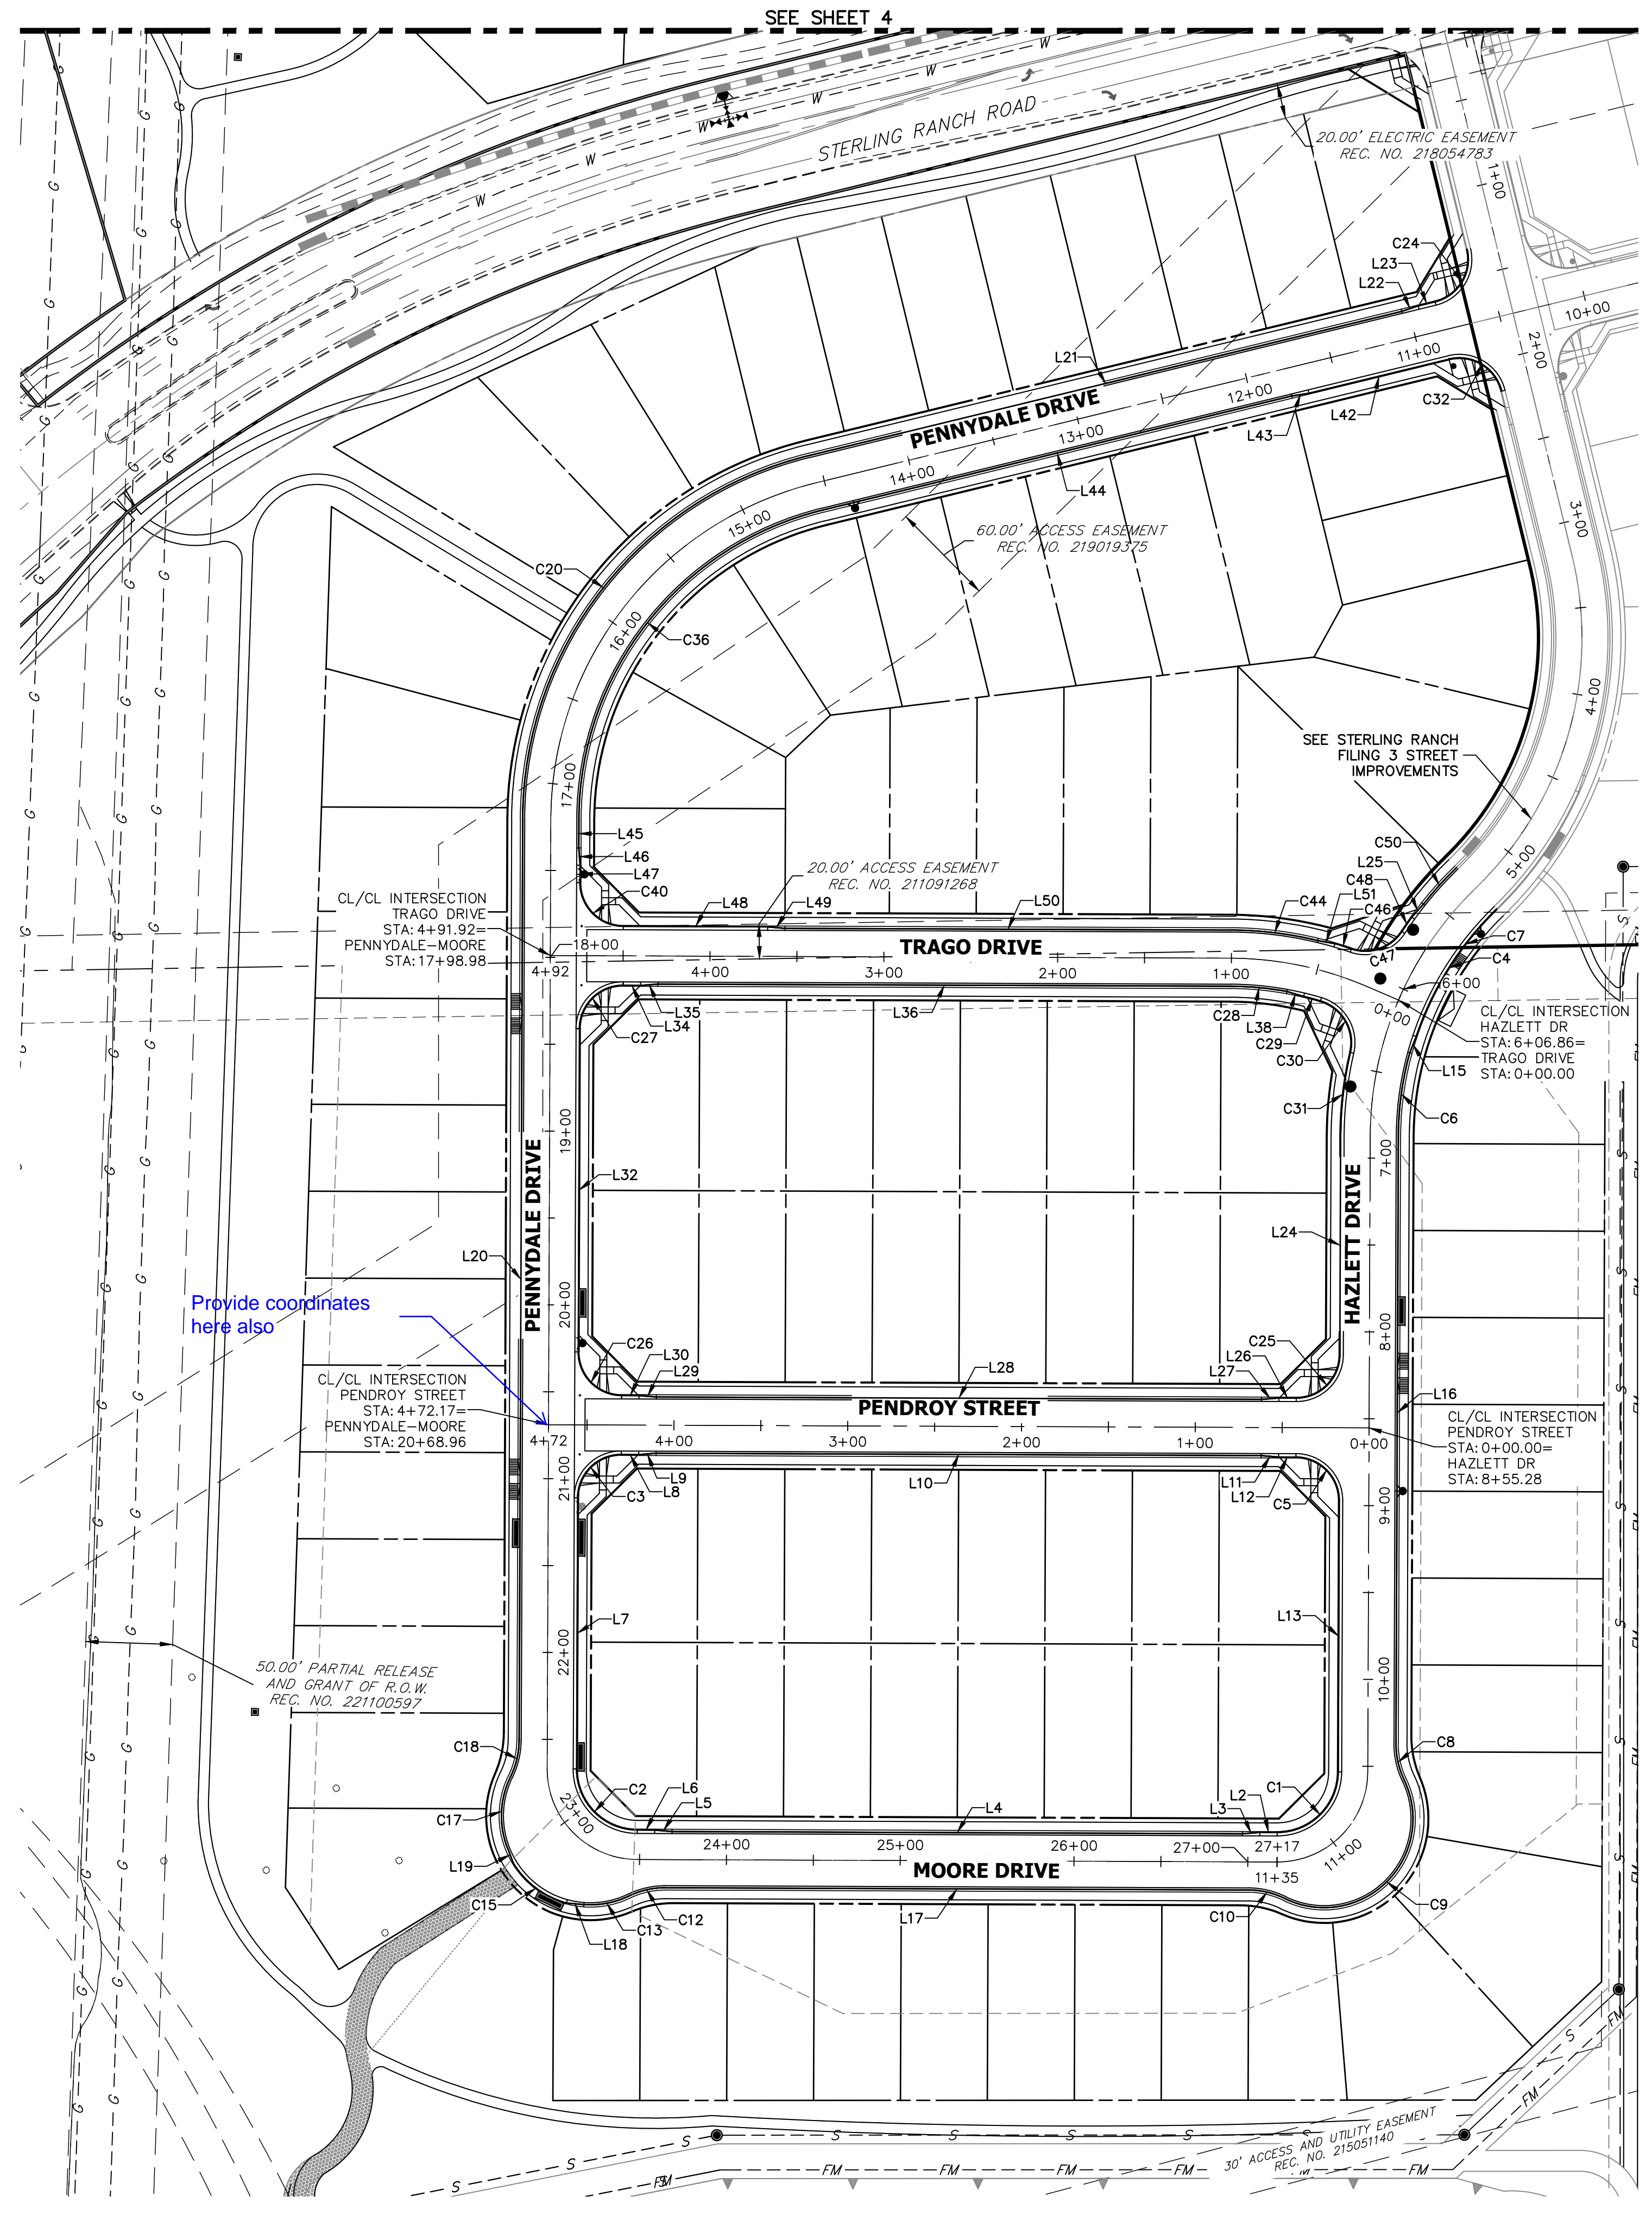 SEE SHEET 4
W
W
W
W
W
W
STERLING RANCH ROAD
20.00' ELECTRIC EASEMENT
REC. NO. 218054783
1+00
C24
L23
L22
10+00
2+00
L21
11+00
12+00
C32
L42
L43
PENNYDALE DRIVE
13+00
14+00
L44
15+00
3+00
60.00' ACCESS EASEMENT
REC. NO. 219019375
C20
16+00
C36
4+00
SEE STERLING RANCH
FILING 3 STREET
IMPROVEMENTS
17+00
L45
L46
L47
C40
C50
L25
C48
L51
C46
5+00
20.00' ACCESS EASEMENT
REC. NO. 211091268
CL/CL INTERSECTION
TRAGO DRIVE
STA: 4+91.92=
PENNYDALE-MOORE
STA:17+98.98
L48
L49
L50
C44
18+00
TRAGO DRIVE
C47
C7
C4
4+92
4+00
3+00
2+00
1+00
6+00
0+00
CL/CL INTERSECTION
HAZLETT DR
STA: 6+06.86=
TRAGO DRIVE
STA: 0+00.00
L35
L34
C27
L36
C28
L38
C29
C30
L15
C31
C6
19+00
7+00
PENNYDALE DRIVE
L32
HAZLETT DRIVE
L24
L20
Provide coordinates
here also
20+00
8+00
C26
L30
L29
L28
C25
L26
L27
CL/CL INTERSECTION
PENDROY STREET
STA: 4+72.17=
PENNYDALE-MOORE
STA: 20+68.96
L16
PENDROY STREET
CL/CL INTERSECTION
PENDROY STREET
STA: 0+00.00=
HAZLETT DR
STA: 8+55.28
4+72
4+00
3+00
2+00
1+00
0+00
21+00
L9
L8
C3
L10
L11
L12
C5
9+00
L7
L13
22+00
50.00' PARTIAL RELEASE
AND GRANT OF R.O.W.
REC. NO. 221100597
10+00
C18
C8
C2
L6
L5
L4
L3
L2
C1
C17
23+00
24+00
25+00
26+00
27+00
27+17
11+00
L19
MOORE DRIVE
11+35
C15
C12
C13
L18
L17
C10
C9
S
FM
S
FM
30' ACCESS AND UTILITY EASEMENT
REC. NO. 215051140
S
S
S
S
S
S
FM
FM
FM
FM
FM